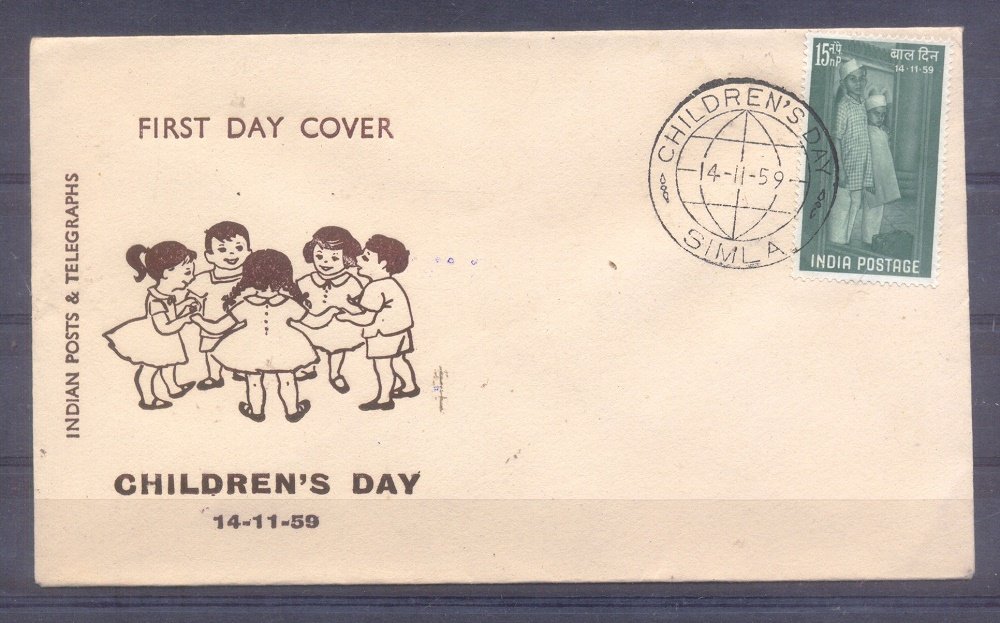 FIRST DAY COVER
INDIAN POSTS & TELEGRAPHS
CHILDREN'S DAY
14-11-59
CHILDREN'S DAY
14-11-59
SIMLA
15 न.पै.
nP
बाल दिन
14·11·59
INDIA POSTAGE